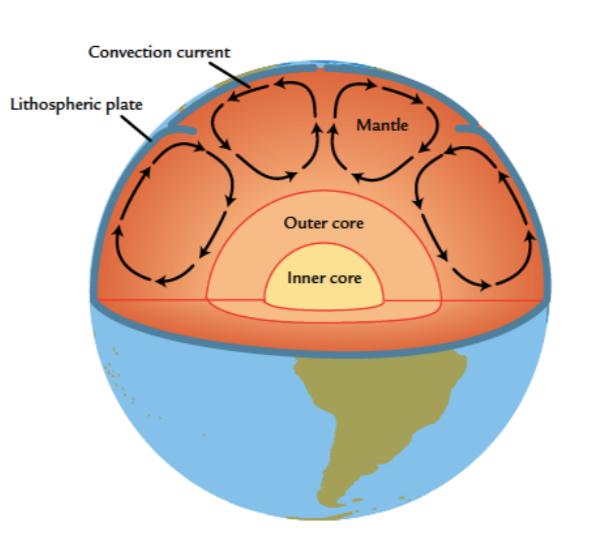 Convection current
Lithospheric plate
Mantle
Outer core
Inner core